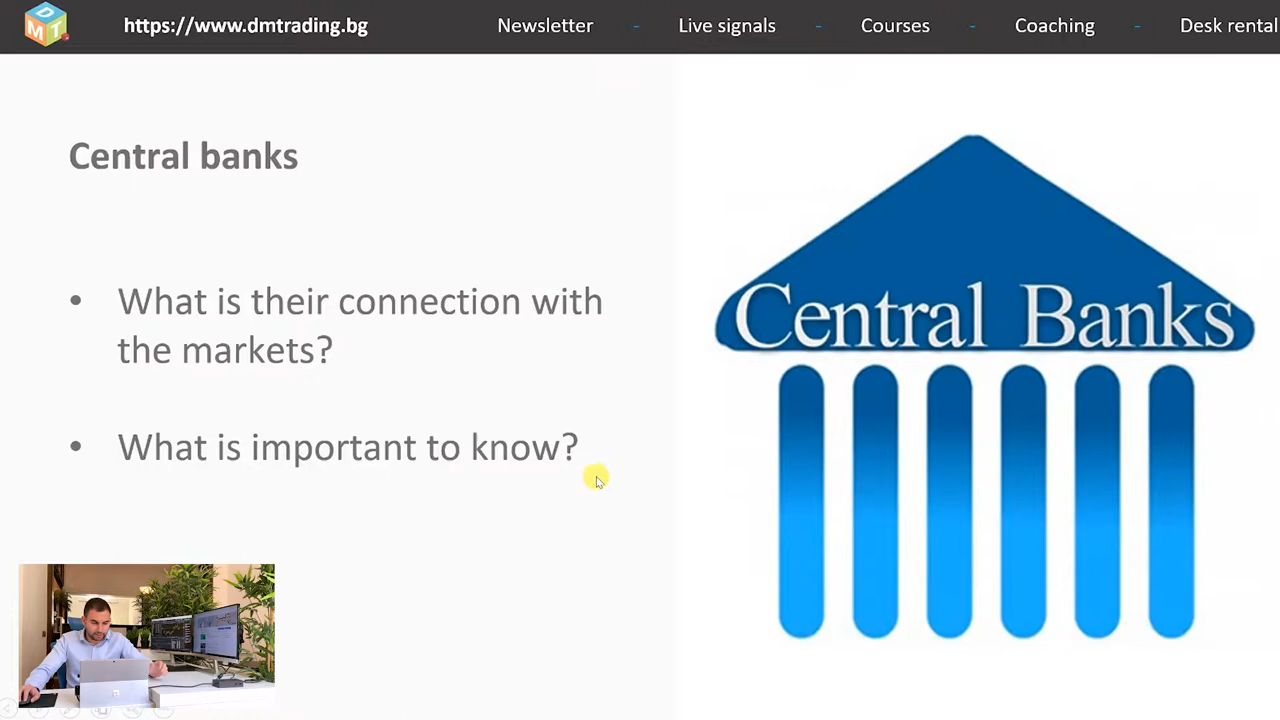 DMT
https://www.dmtrading.bg
Newsletter - Live signals - Courses - Coaching - Desk rental
Central banks
• What is their connection with
the markets?
• What is important to know?
Central Banks